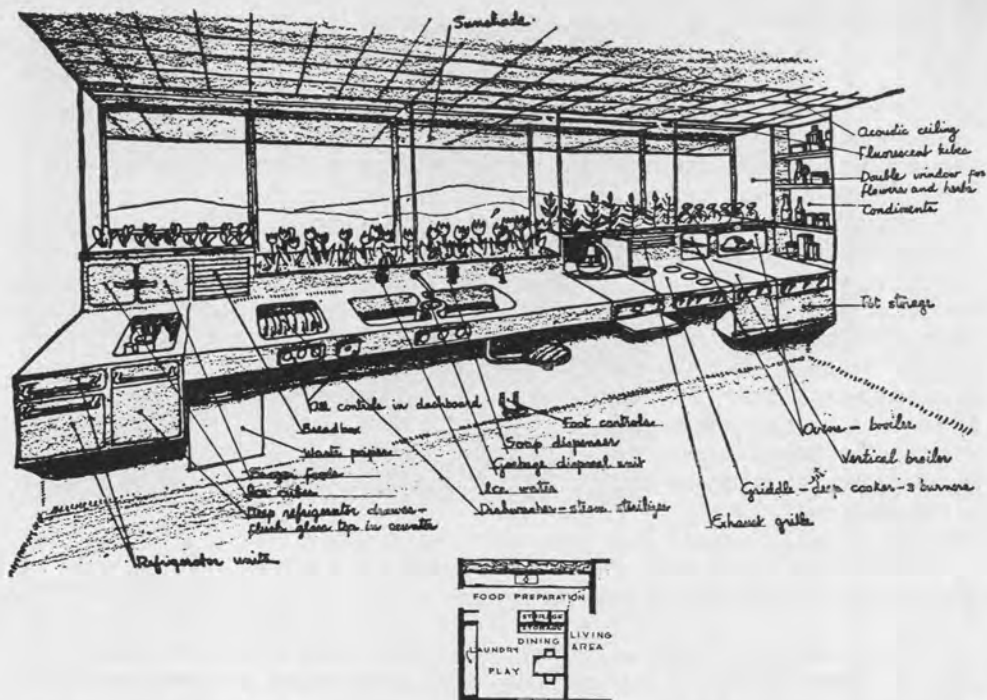 Sunshade.
Acoustic ceiling
Fluorescent tubes
Double window for
flowers and herbs
Condiments
Pot storage
All controls in dashboard
Breadbox
Waste paper
Frozen foods
Ice cubes
Deep refrigerator drawer -
flush glass top in counter
Refrigerator units
Foot controls
Soap dispenser
Garbage disposal unit
Ice water
Dishwasher - steam sterilizer
Ovens - broiler
Vertical broiler
Griddle - deep cooker - 3 burners
Exhaust grille
FOOD PREPARATION
STORAGE
STORAGE
DINING
LIVING
AREA
LAUNDRY
PLAY